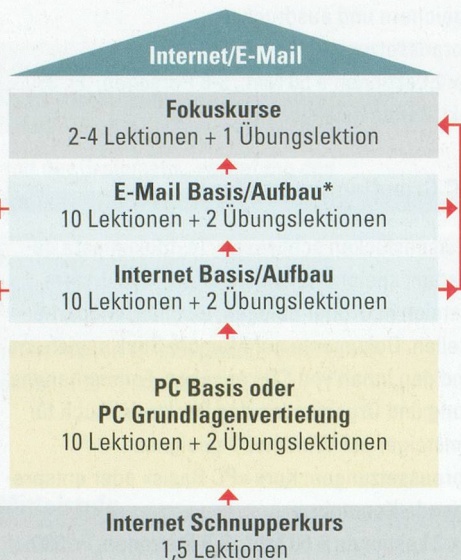 Internet/E-Mail
Fokuskurse
2-4 Lektionen + 1 Übungslektion
E-Mail Basis/Aufbau*
10 Lektionen + 2 Übungslektionen
Internet Basis/Aufbau
10 Lektionen + 2 Übungslektionen
PC Basis oder
PC Grundlagenvertiefung
10 Lektionen + 2 Übungslektionen
Internet Schnupperkurs
1,5 Lektionen